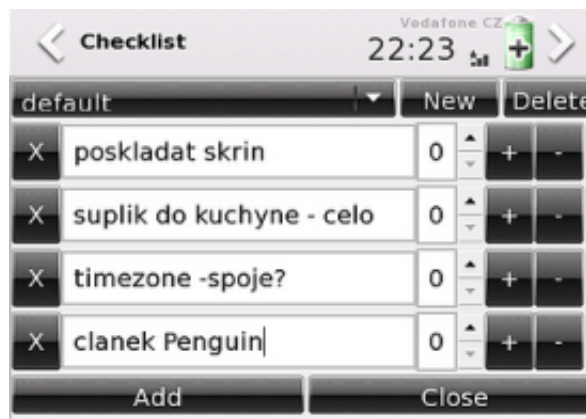 Vodafone CZ
Checklist 22:23
default New Delete
X poskladat skrin 0 + -
X suplik do kuchyne - celo 0 + -
X timezone -spoje? 0 + -
X clanek Penguin 0 + -
Add Close